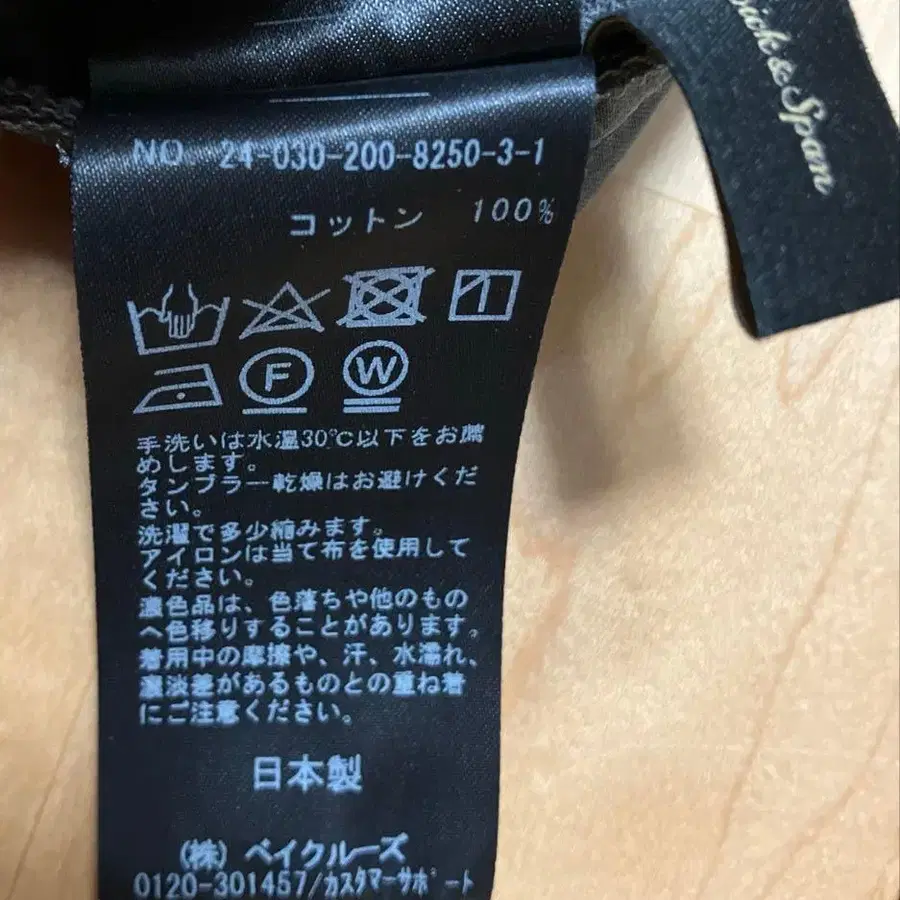 & Span
NO 24-030-200-8250-3-1
コットン 100%
F W
手洗いは水温30℃以下をお薦
めします。
タンブラー乾燥はお避けくだ
さい。
洗濯で多少縮みます。
アイロンは当て布を使用して
ください。
濃色品は、色落ちや他のもの
へ色移りすることがあります。
着用中の摩擦や、汗、水濡れ、
濃淡差があるものとの重ね着
にご注意ください。
日本製
(株) ベイクルーズ
0120-301457/カスタマーサポート